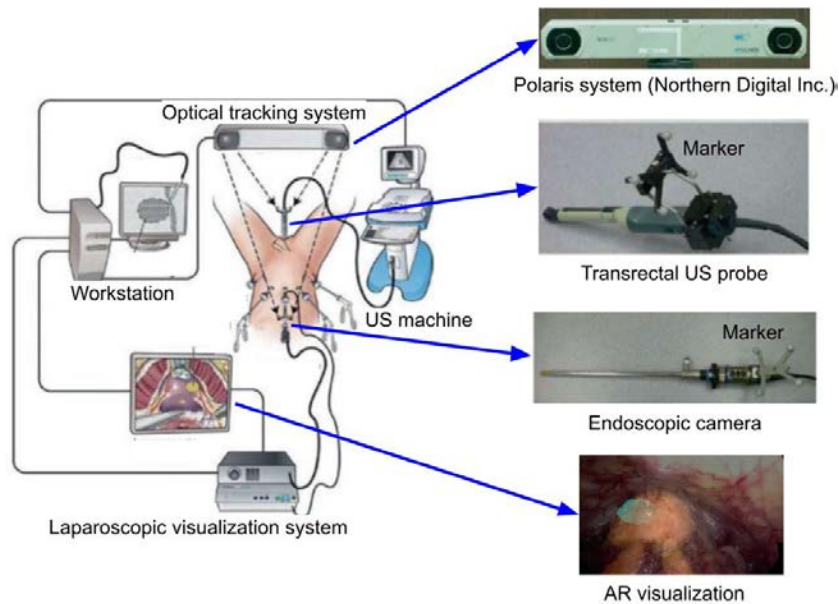 Optical tracking system
Polaris system (Northern Digital Inc.)
Marker
Transrectal US probe
Workstation
US machine
Marker
Endoscopic camera
Laparoscopic visualization system
AR visualization